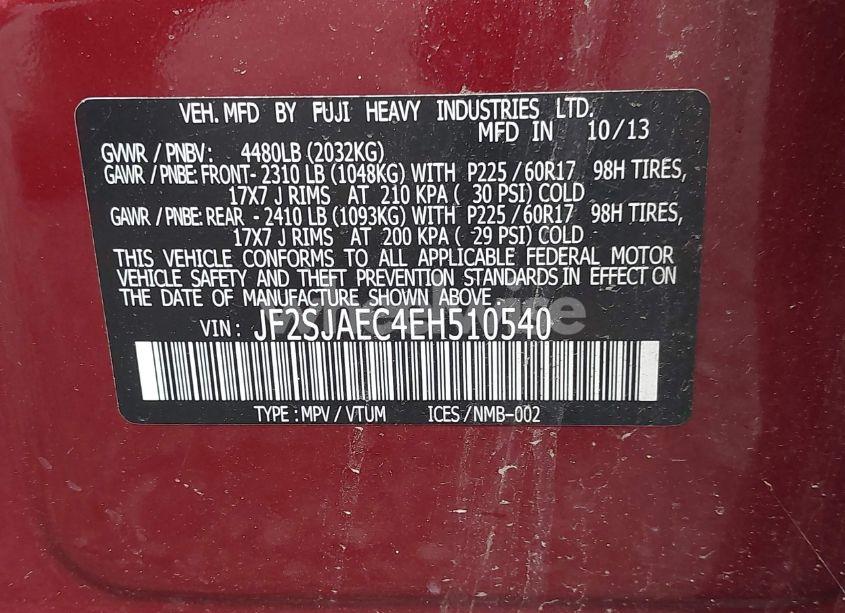 VEH. MFD BY FUJI HEAVY INDUSTRIES LTD.
MFD IN 10/13
GVWR / PNBV : 4480LB (2032KG)
GAWR / PNBE: FRONT- 2310 LB (1048KG) WITH P225 /60R17 98H TIRES,
17X7 J RIMS AT 210 KPA ( 30 PSI) COLD
GAWR / PNBE: REAR - 2410 LB (1093KG) WITH P225 /60R17 98H TIRES,
17X7 J RIMS AT 200 KPA ( 29 PSI) COLD
THIS VEHICLE CONFORMS TO ALL APPLICABLE FEDERAL MOTOR
VEHICLE SAFETY AND THEFT PREVENTION STANDARDS IN EFFECT ON
THE DATE OF MANUFACTURE SHOWN ABOVE .
VIN: JF2SJAEC4EH510540
TYPE : MPV / VTUM ICES/NMB-002